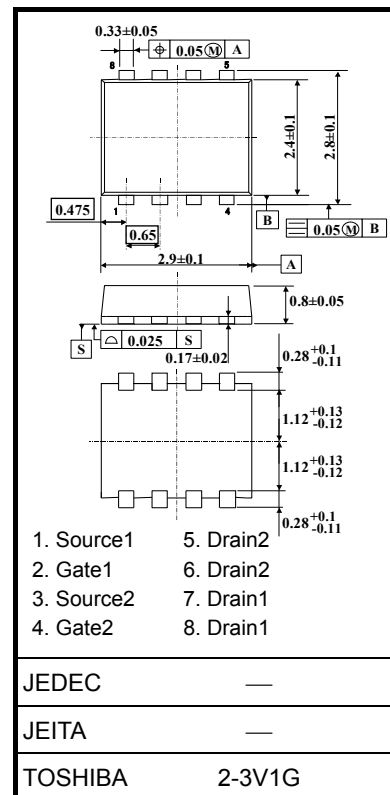 0.33±0.05
⌖ 0.05 Ⓜ A
8 5
2.4±0.1
2.8±0.1
0.475
1 4
B
0.65
⌯ 0.05 Ⓜ B
2.9±0.1
A
0.8±0.05
S
⌓ 0.025 S
0.17±0.02
0.28 +0.1 -0.11
1.12 +0.13 -0.12
1.12 +0.13 -0.12
0.28 +0.1 -0.11
1. Source1 5. Drain2
2. Gate1 6. Drain2
3. Source2 7. Drain1
4. Gate2 8. Drain1
JEDEC —
JEITA —
TOSHIBA 2-3V1G